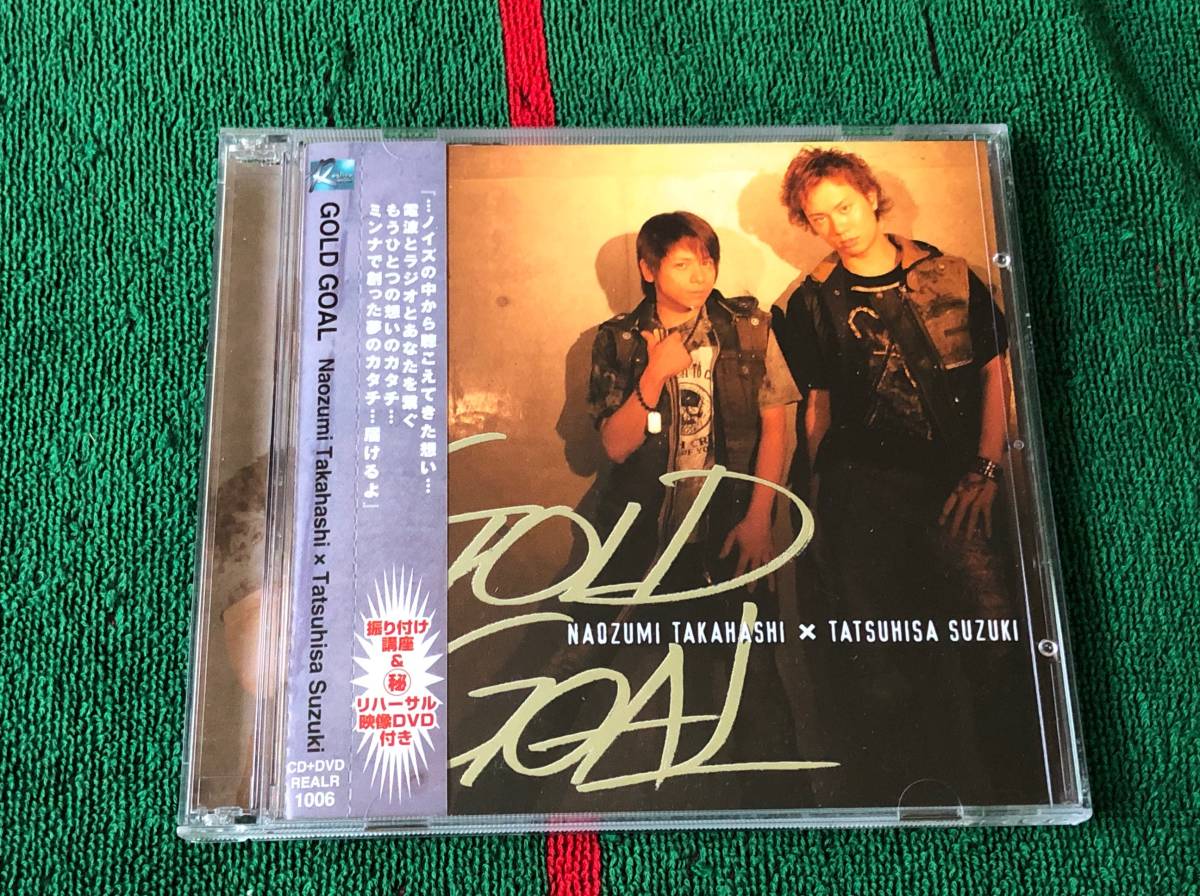 GOLD GOAL Naozumi Takahashi × Tatsuhisa Suzuki
CD+DVD
REALR
1006
『…ノイズの中から聴こえてきた想い…
電波とラジオとあなたを繋ぐ
もうひとつの想いのカタチ…
ミンナで創った夢のカタチ…届けるよ』
振り付け
講座
&
㊙
リハーサル
映像DVD
付き
GOLD
GOAL
NAOZUMI TAKAHASHI × TATSUHISA SUZUKI